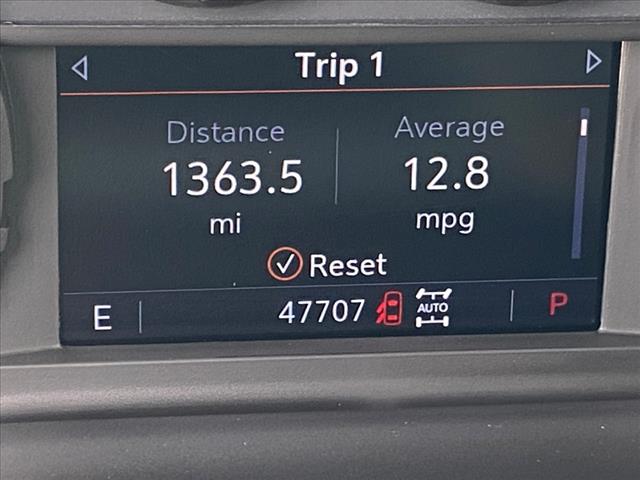 Trip 1
Distance
Average
1363.5
12.8
mi
mpg
Reset
E
47707
AUTO
P